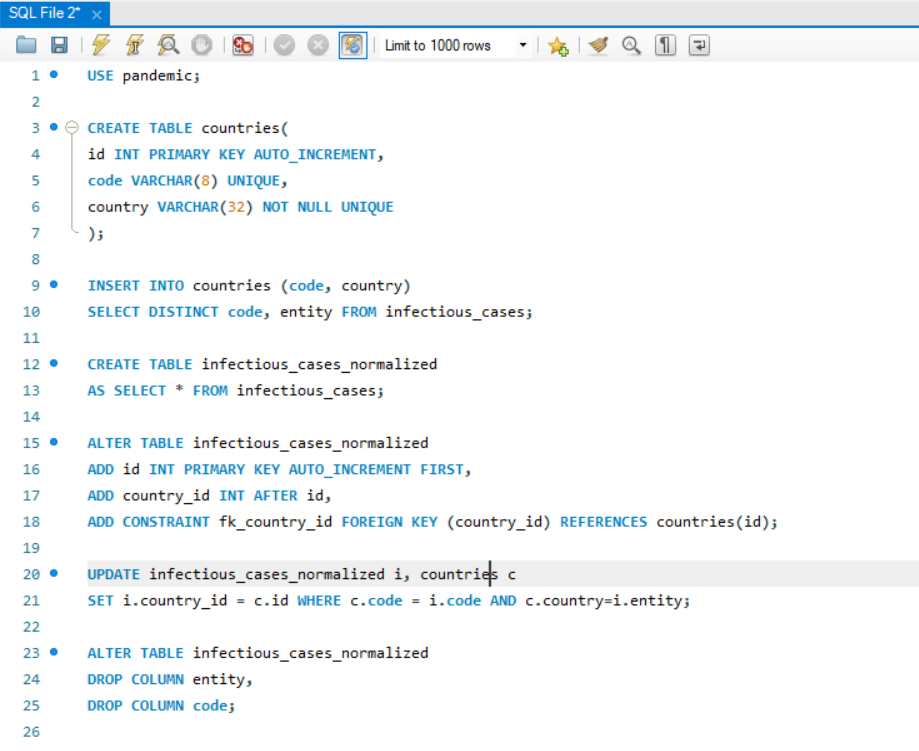 SQL File 2*
Limit to 1000 rows
1 USE pandemic;
2
3 CREATE TABLE countries(
4 id INT PRIMARY KEY AUTO_INCREMENT,
5 code VARCHAR(8) UNIQUE,
6 country VARCHAR(32) NOT NULL UNIQUE
7 );
8
9 INSERT INTO countries (code, country)
10 SELECT DISTINCT code, entity FROM infectious_cases;
11
12 CREATE TABLE infectious_cases_normalized
13 AS SELECT * FROM infectious_cases;
14
15 ALTER TABLE infectious_cases_normalized
16 ADD id INT PRIMARY KEY AUTO_INCREMENT FIRST,
17 ADD country_id INT AFTER id,
18 ADD CONSTRAINT fk_country_id FOREIGN KEY (country_id) REFERENCES countries(id);
19
20 UPDATE infectious_cases_normalized i, countries c
21 SET i.country_id = c.id WHERE c.code = i.code AND c.country=i.entity;
22
23 ALTER TABLE infectious_cases_normalized
24 DROP COLUMN entity,
25 DROP COLUMN code;
26